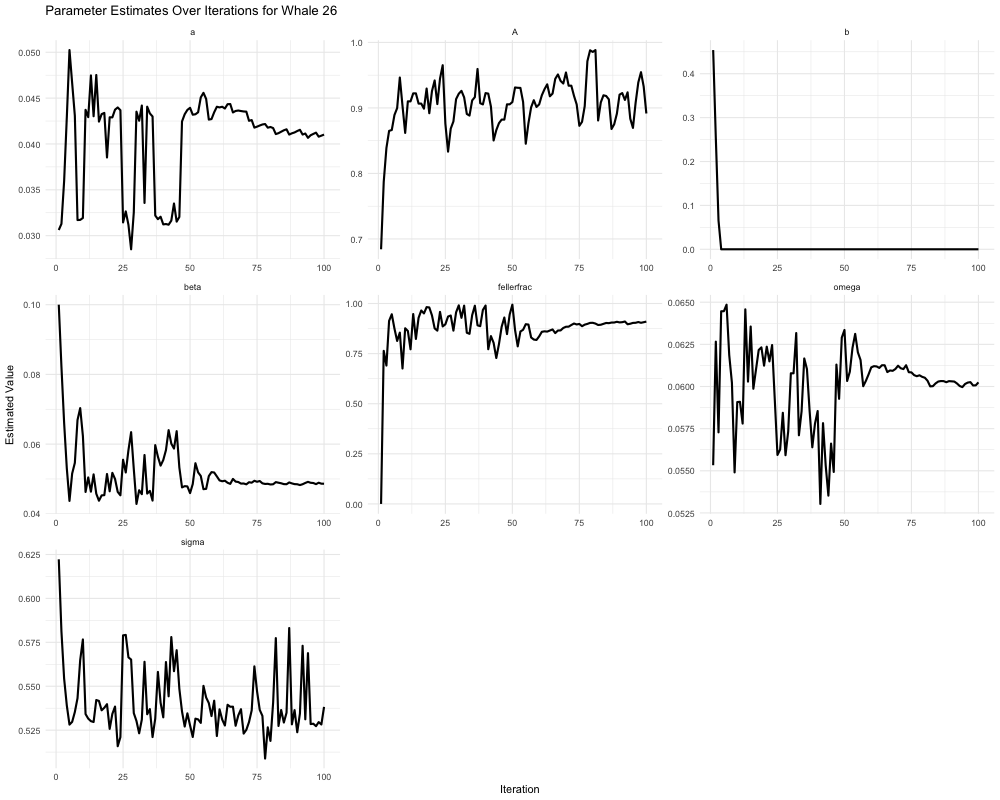 Parameter Estimates Over Iterations for Whale 26
a
A
b
0.050
0.045
0.040
0.035
0.030
1.0
0.9
0.8
0.7
0.4
0.3
0.2
0.1
0.0
0 25 50 75 100
0 25 50 75 100
0 25 50 75 100
beta
fellerfrac
omega
0.10
0.08
0.06
0.04
1.00
0.75
0.50
0.25
0.00
0.0650
0.0625
0.0600
0.0575
0.0550
0.0525
0 25 50 75 100
0 25 50 75 100
0 25 50 75 100
Estimated Value
sigma
0.625
0.600
0.575
0.550
0.525
0 25 50 75 100
Iteration